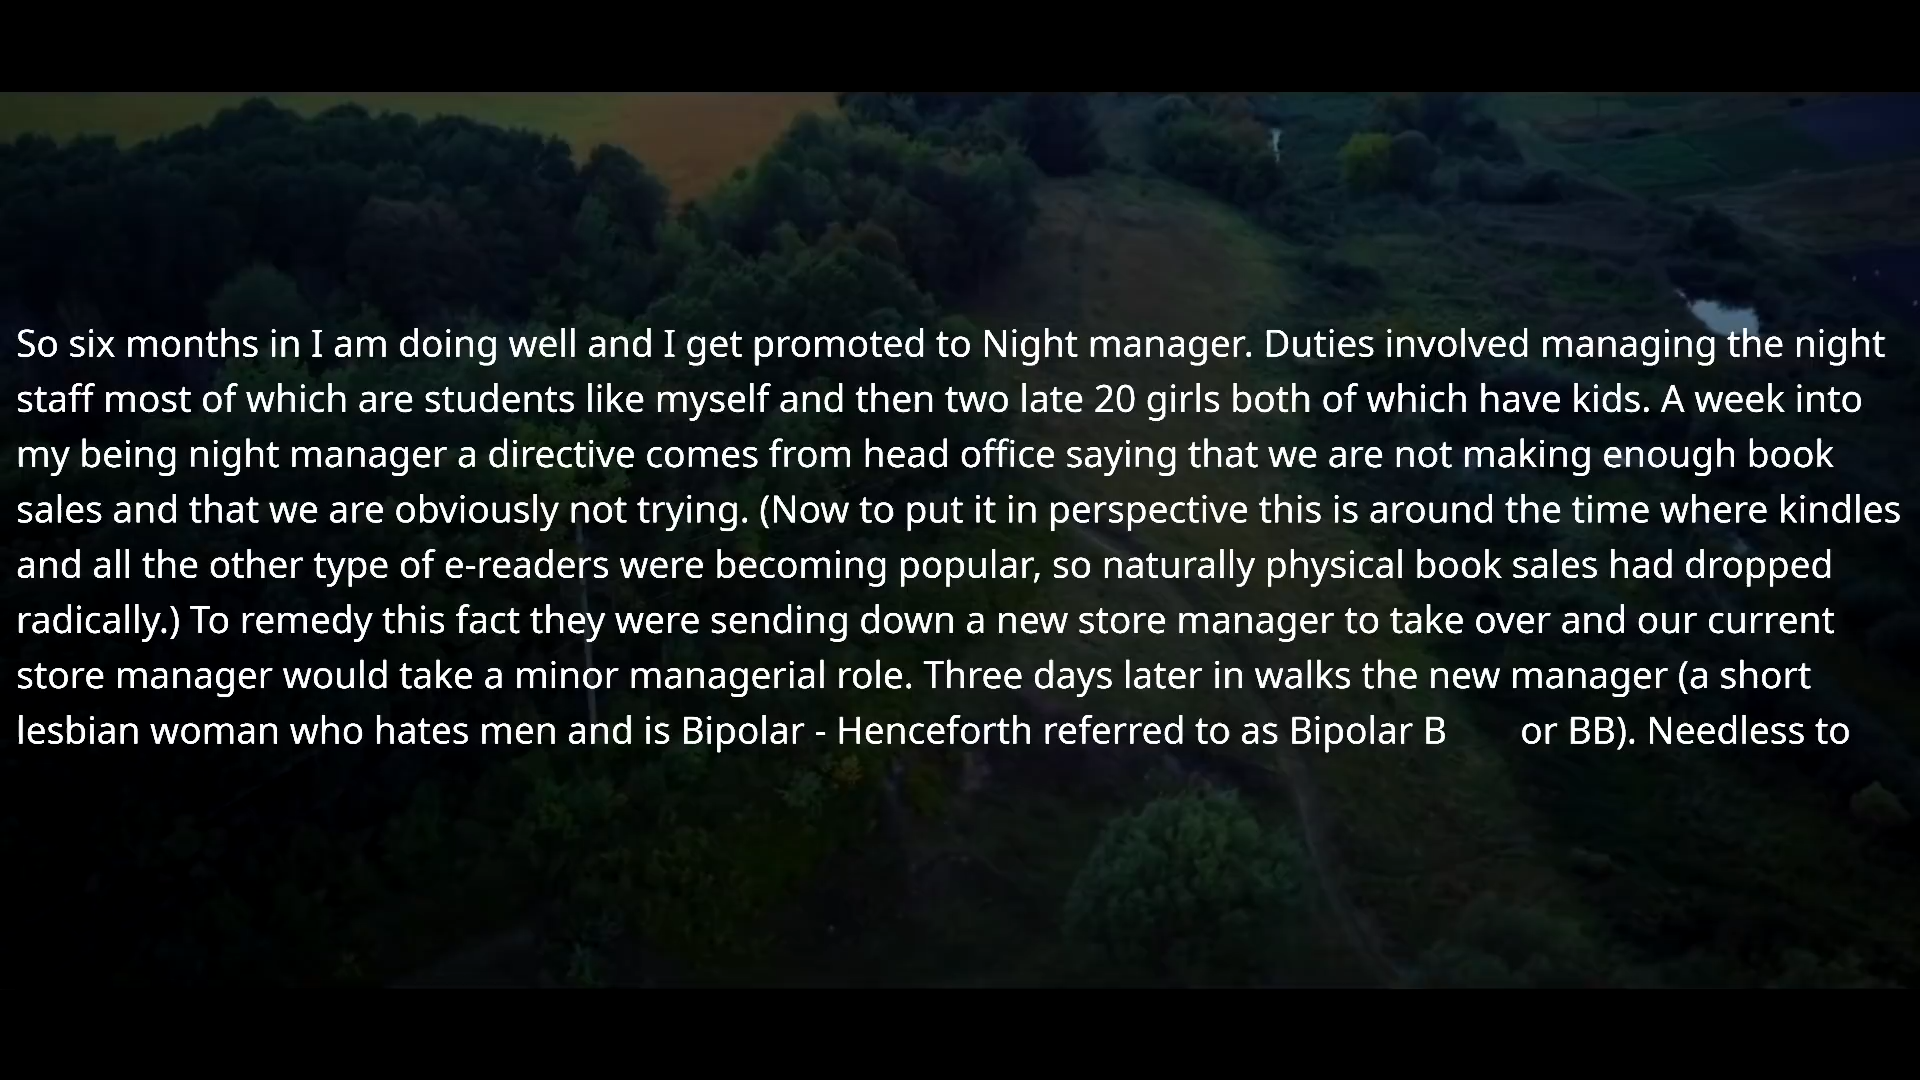 So six months in I am doing well and I get promoted to Night manager. Duties involved managing the night
staff most of which are students like myself and then two late 20 girls both of which have kids. A week into
my being night manager a directive comes from head office saying that we are not making enough book
sales and that we are obviously not trying. (Now to put it in perspective this is around the time where kindles
and all the other type of e-readers were becoming popular, so naturally physical book sales had dropped
radically.) To remedy this fact they were sending down a new store manager to take over and our current
store manager would take a minor managerial role. Three days later in walks the new manager (a short
lesbian woman who hates men and is Bipolar - Henceforth referred to as Bipolar B or BB). Needless to